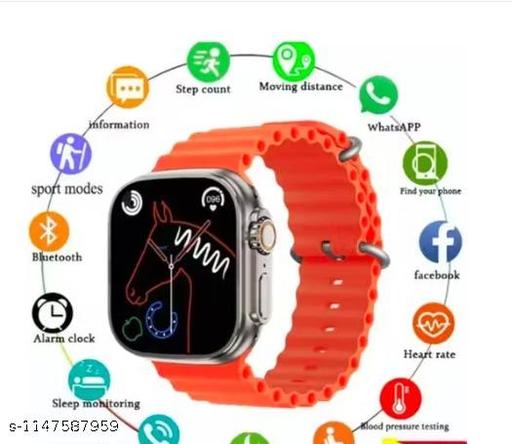 Step count
Moving distance
information
WhatsAPP
sport modes
Find your phone
Bluetooth
facebook
Alarm clock
Heart rate
Sleep monitoring
Blood pressure testing
096
s-1147587959